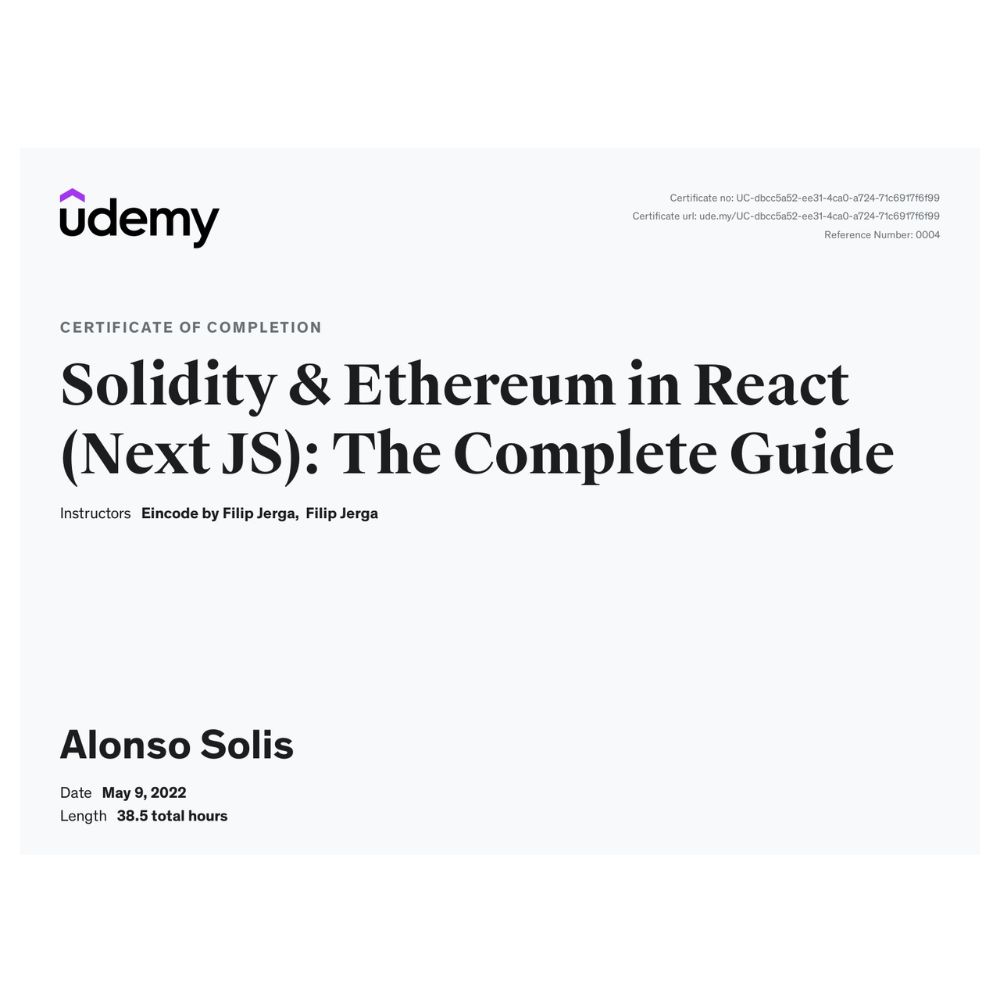 udemy
Certificate no: UC-dbcc5a52-ee31-4ca0-a724-71c6917f6f99
Certificate url: ude.my/UC-dbcc5a52-ee31-4ca0-a724-71c6917f6f99
Reference Number: 0004
CERTIFICATE OF COMPLETION
Solidity & Ethereum in React
(Next JS): The Complete Guide
Instructors Eincode by Filip Jerga, Filip Jerga
Alonso Solis
Date May 9, 2022
Length 38.5 total hours